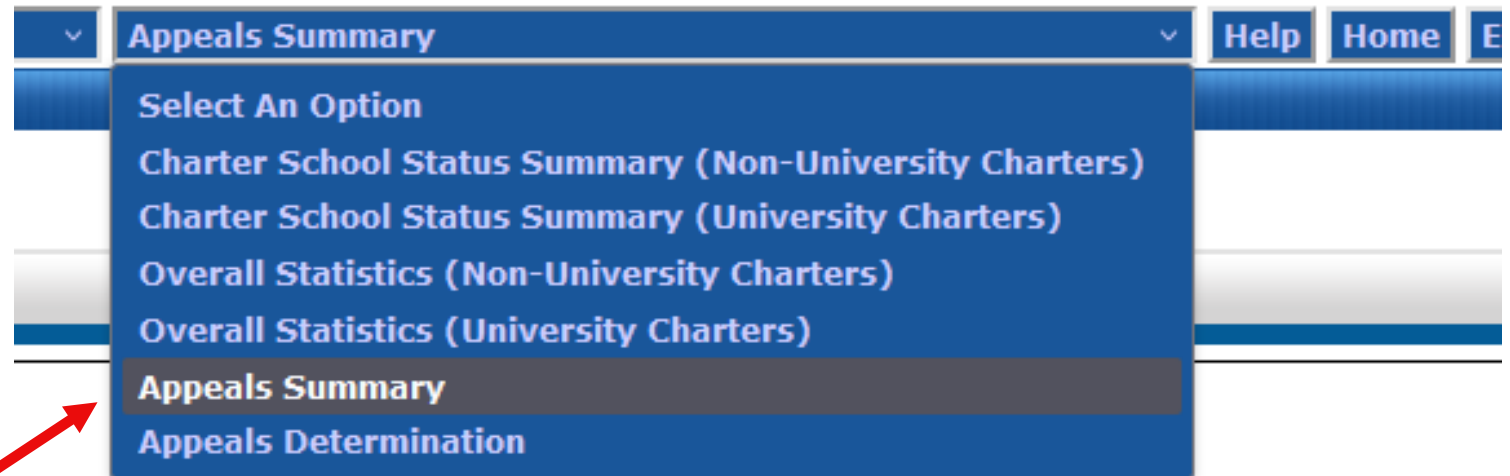 Appeals Summary Help Home E
Select An Option
Charter School Status Summary (Non-University Charters)
Charter School Status Summary (University Charters)
Overall Statistics (Non-University Charters)
Overall Statistics (University Charters)
Appeals Summary
Appeals Determination